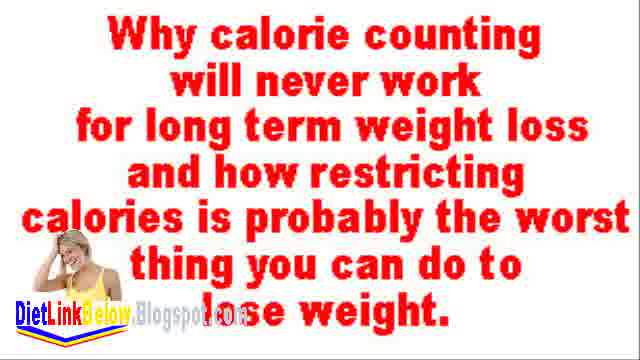 Why calorie counting
will never work
for long term weight loss
and how restricting
calories is probably the worst
thing you can do to
lose weight.
DietLinkBelow.Blogspot.com